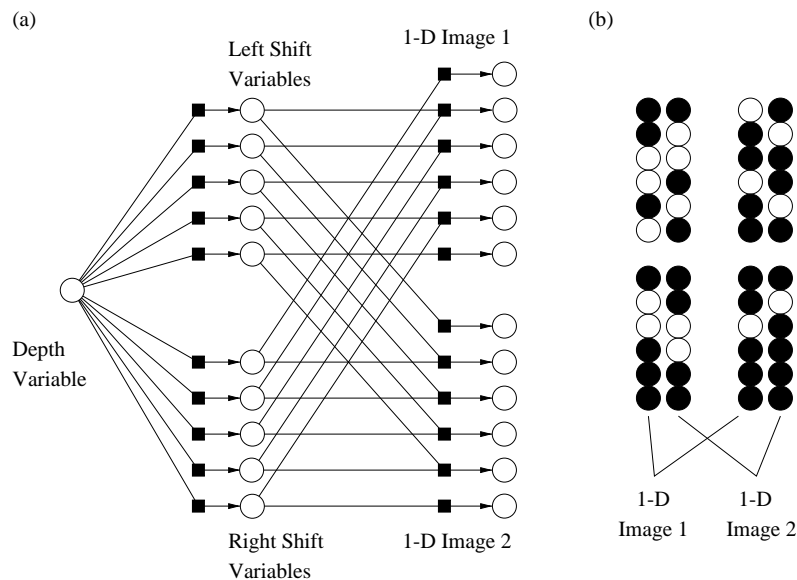 (a)
Left Shift
Variables
1-D Image 1
Depth
Variable
Right Shift
Variables
1-D Image 2
(b)
1-D
Image 1
1-D
Image 2